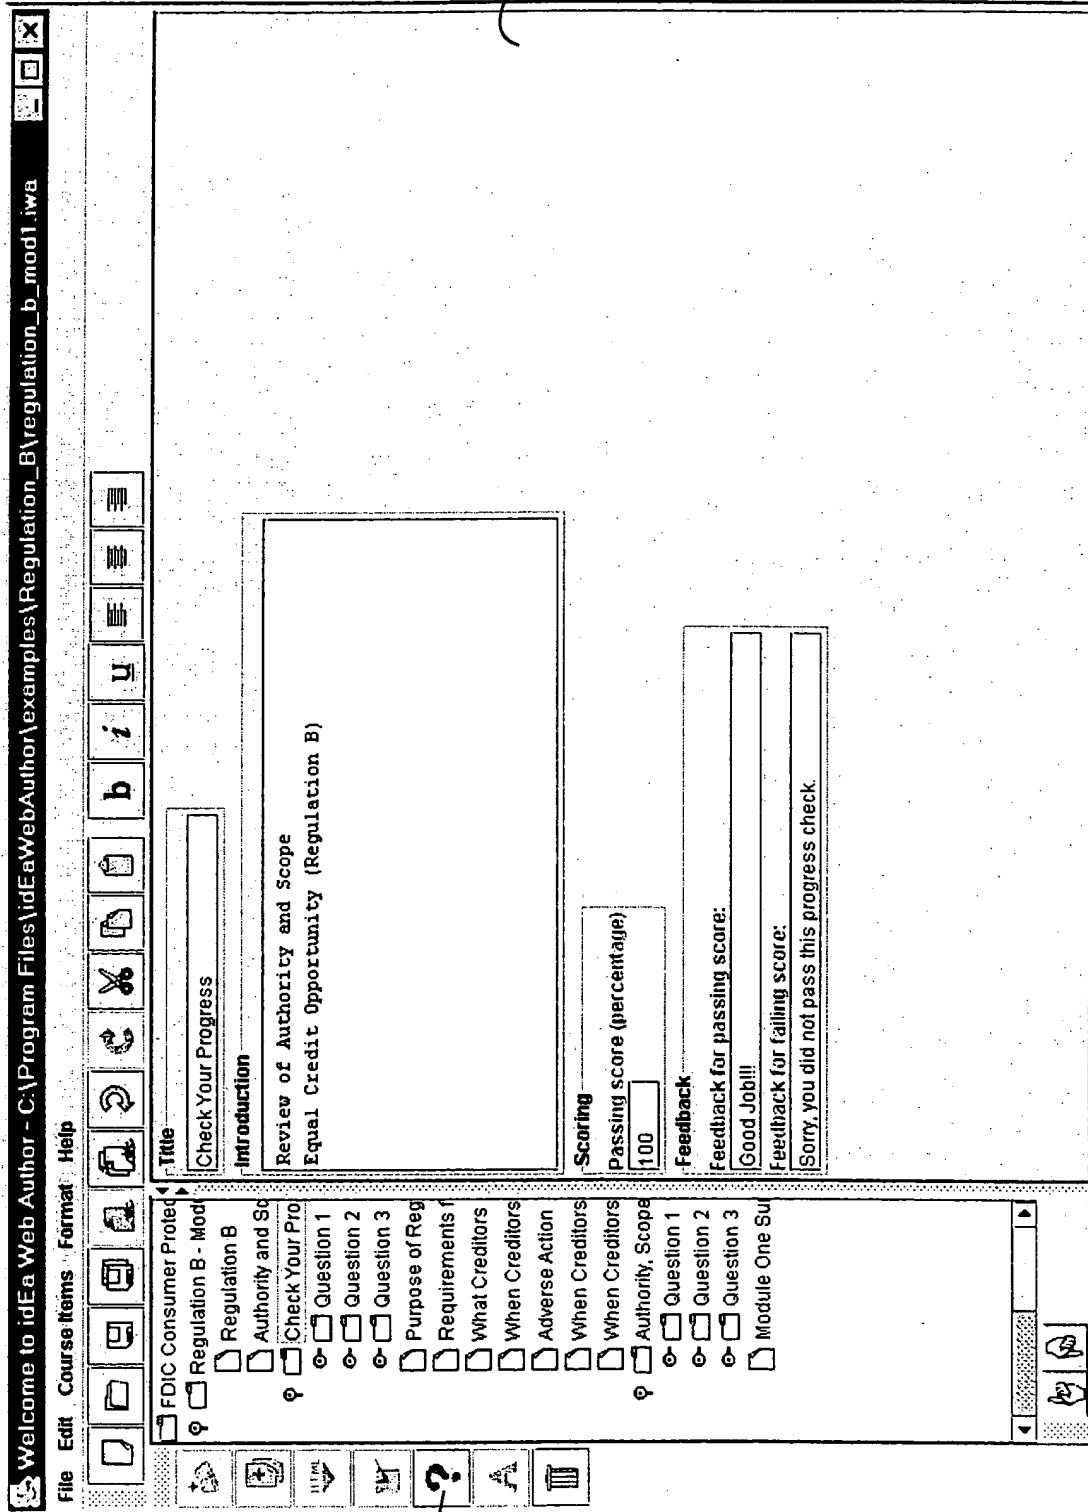 Welcome to idEa Web Author - C:\Program Files\idEaWebAuthor\examples\Regulation_B\regulation_b_mod1.iwa
File Edit Course Items Format Help
b i u
HTML
?
A
FDIC Consumer Protec
Regulation B - Mod
Regulation B
Authority and Sc
Check Your Pro
Question 1
Question 2
Question 3
Purpose of Reg
Requirements f
What Creditors
When Creditors
Adverse Action
When Creditors
When Creditors
Authority, Scope
Question 1
Question 2
Question 3
Module One Su
Title
Check Your Progress
Introduction
Review of Authority and Scope
Equal Credit Opportunity (Regulation B)
Scoring
Passing score (percentage)
100
Feedback
Feedback for passing score:
Good Job!!!
Feedback for failing score:
Sorry, you did not pass this progress check.